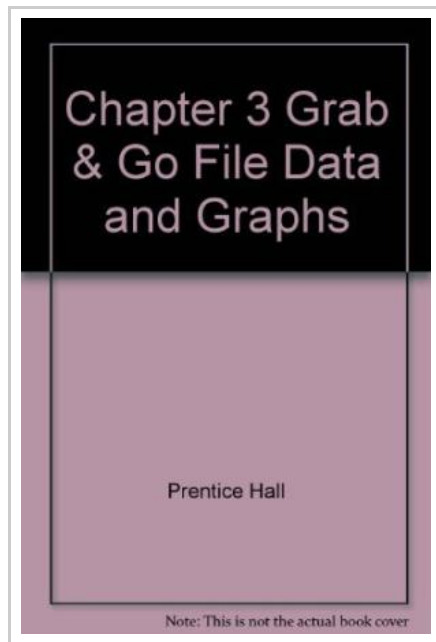 Chapter 3 Grab
& Go File Data
and Graphs
Prentice Hall
Note: This is not the actual book cover